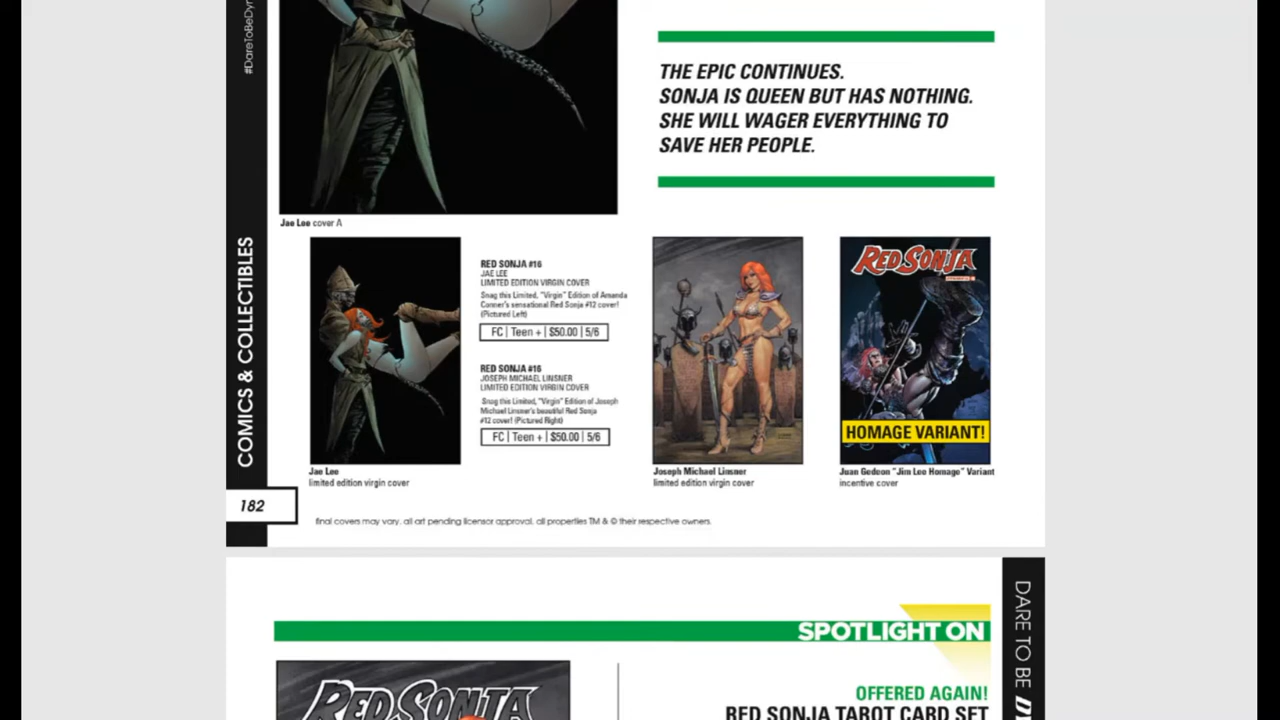 #DareToBeDyn
THE EPIC CONTINUES.
SONJA IS QUEEN BUT HAS NOTHING.
SHE WILL WAGER EVERYTHING TO
SAVE HER PEOPLE.
Jae Lee cover A
COMICS & COLLECTIBLES
RED SONJA #16
JAE LEE
LIMITED EDITION VIRGIN COVER
Snag this Limited, "Virgin" Edition of Amanda
Conner's sensational Red Sonja #12 cover!
(Pictured Left)
FC | Teen + | $50.00 | 5/6
RED SONJA #16
JOSEPH MICHAEL LINSNER
LIMITED EDITION VIRGIN COVER
Snag this Limited, "Virgin" Edition of Joseph
Michael Linsner's beautiful Red Sonja
#12 cover! (Pictured Right)
FC | Teen + | $50.00 | 5/6
RED SONJA
HOMAGE VARIANT!
Jae Lee
limited edition virgin cover
Joseph Michael Linsner
limited edition virgin cover
Juan Gedeon "Jim Lee Homage" Variant
incentive cover
182
final covers may vary. all art pending licensor approval. all properties TM & © their respective owners.
SPOTLIGHT ON
DARE TO BE
RED SONJA
OFFERED AGAIN!
RED SONJA TAROT CARD SET